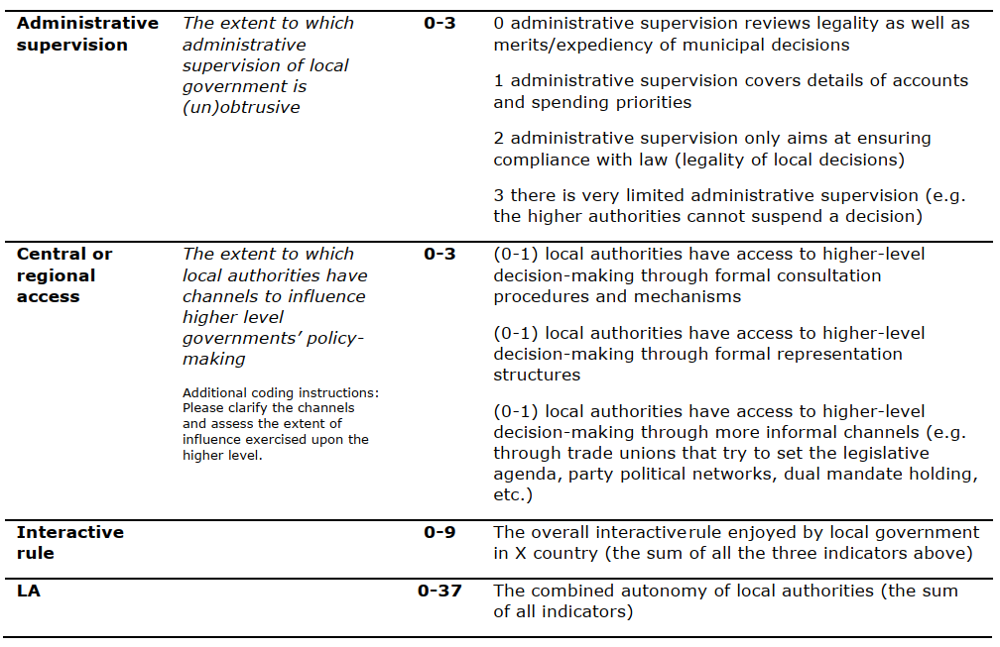 Administrative
supervision
The extent to which
administrative
supervision of local
government is
(un)obtrusive
0-3
0 administrative supervision reviews legality as well as
merits/expediency of municipal decisions
1 administrative supervision covers details of accounts
and spending priorities
2 administrative supervision only aims at ensuring
compliance with law (legality of local decisions)
3 there is very limited administrative supervision (e.g.
the higher authorities cannot suspend a decision)
Central or
regional
access
The extent to which
local authorities have
channels to influence
higher level
governments’ policy-
making
Additional coding instructions:
Please clarify the channels
and assess the extent of
influence exercised upon the
higher level.
0-3
(0-1) local authorities have access to higher-level
decision-making through formal consultation
procedures and mechanisms
(0-1) local authorities have access to higher-level
decision-making through formal representation
structures
(0-1) local authorities have access to higher-level
decision-making through more informal channels (e.g.
through trade unions that try to set the legislative
agenda, party political networks, dual mandate holding,
etc.)
Interactive
rule
0-9
The overall interactive rule enjoyed by local government
in X country (the sum of all the three indicators above)
LA
0-37
The combined autonomy of local authorities (the sum
of all indicators)